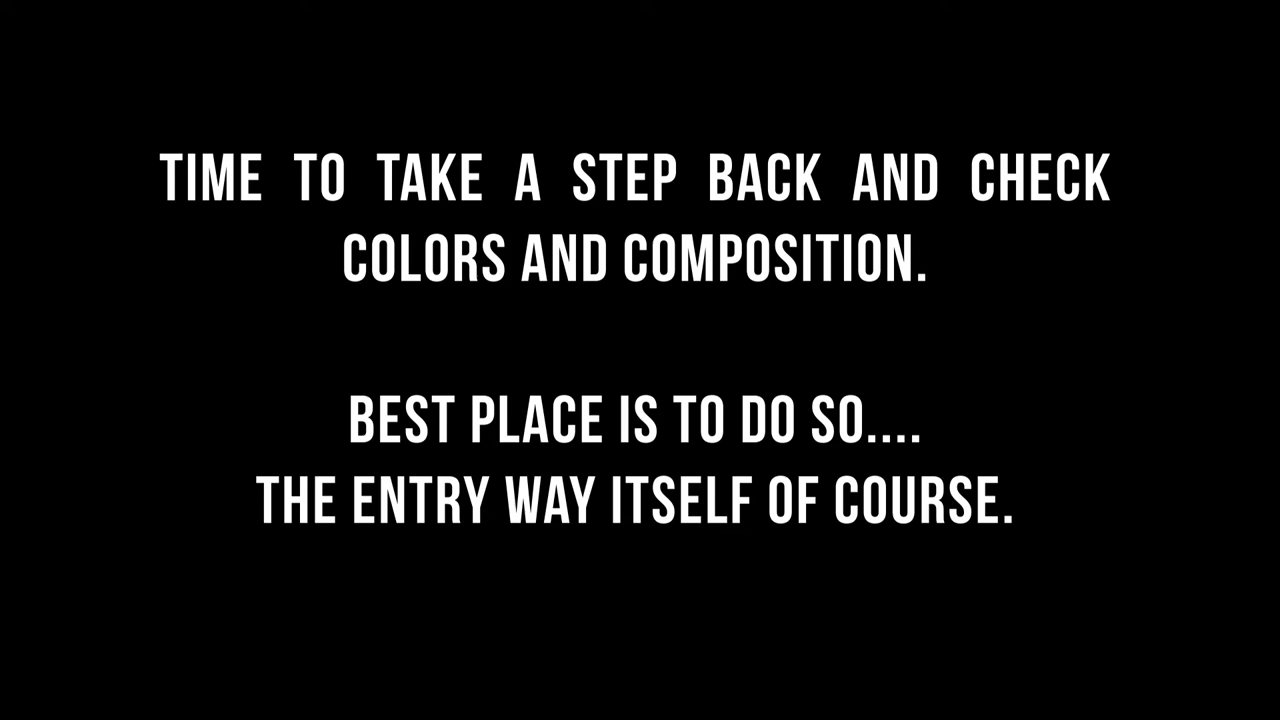 TIME TO TAKE A STEP BACK AND CHECK
COLORS AND COMPOSITION.
BEST PLACE IS TO DO SO....
THE ENTRY WAY ITSELF OF COURSE.